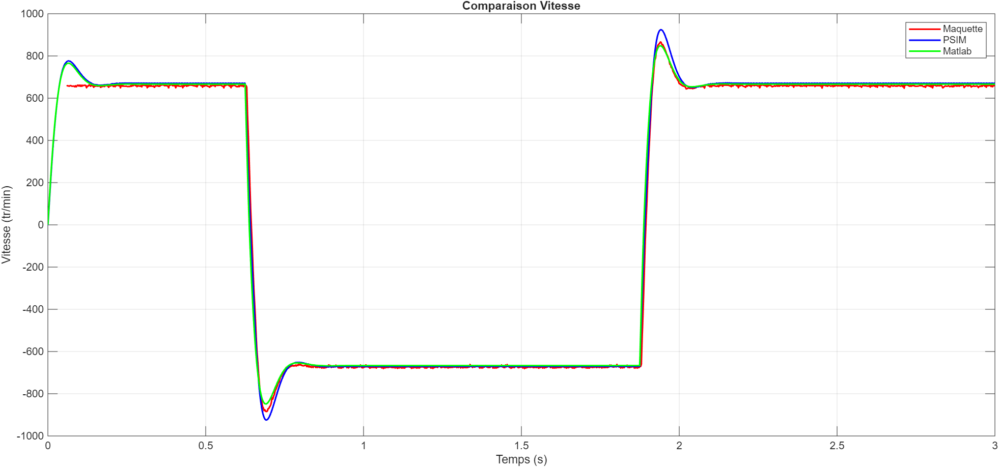 Comparaison Vitesse
Maquette
PSIM
Matlab
1000
800
600
400
200
0
-200
-400
-600
-800
-1000
Vitesse (tr/min)
0 0.5 1 1.5 2 2.5 3
Temps (s)